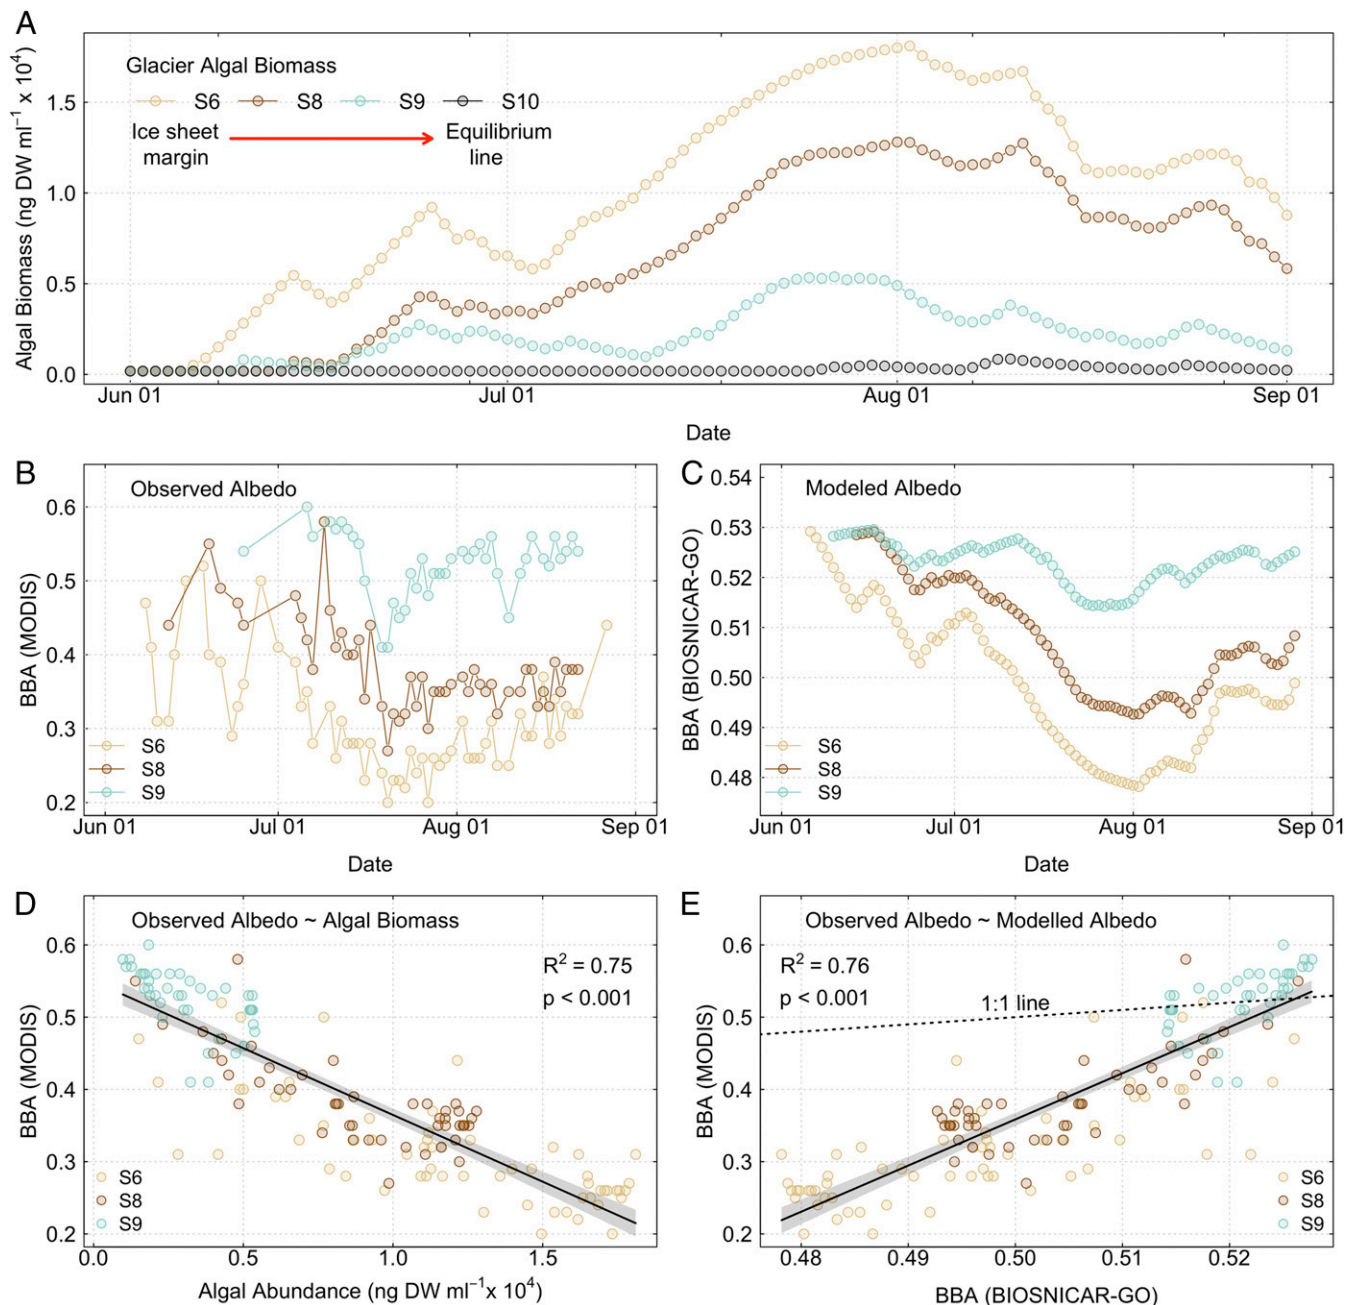 A
Glacier Algal Biomass
S6 S8 S9 S10
Ice sheet margin
Equilibrium line
Algal Biomass (ng DW ml⁻¹ x 10⁴)
1.5
1.0
0.5
0.0
Jun 01 Jul 01 Aug 01 Sep 01
Date
B
Observed Albedo
BBA (MODIS)
0.6
0.5
0.4
0.3
0.2
S6
S8
S9
Jun 01 Jul 01 Aug 01 Sep 01
Date
C
Modeled Albedo
BBA (BIOSNICAR-GO)
0.54
0.53
0.52
0.51
0.50
0.49
0.48
S6
S8
S9
Jun 01 Jul 01 Aug 01 Sep 01
Date
D
Observed Albedo ~ Algal Biomass
R² = 0.75
p < 0.001
BBA (MODIS)
0.6
0.5
0.4
0.3
0.2
S6
S8
S9
0.0 0.5 1.0 1.5
Algal Abundance (ng DW ml⁻¹x 10⁴)
E
Observed Albedo ~ Modelled Albedo
R² = 0.76
p < 0.001
1:1 line
BBA (MODIS)
0.6
0.5
0.4
0.3
0.2
S6
S8
S9
0.48 0.49 0.50 0.51 0.52
BBA (BIOSNICAR-GO)